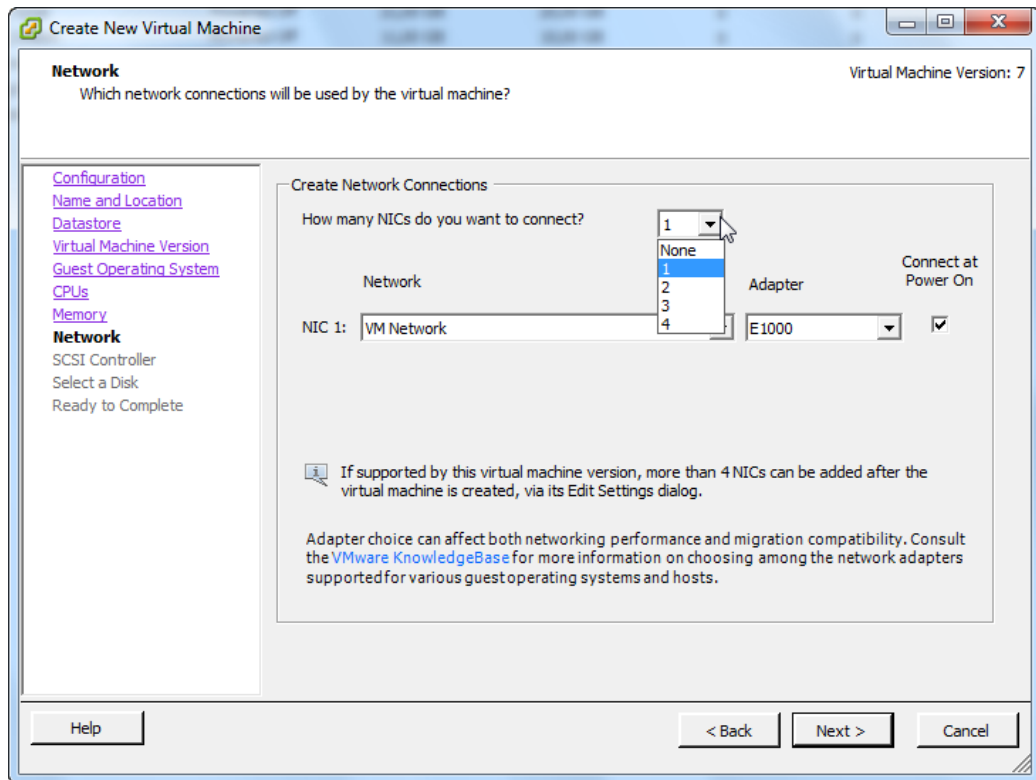 Create New Virtual Machine
Network
Virtual Machine Version: 7
Which network connections will be used by the virtual machine?
Configuration
Name and Location
Datastore
Virtual Machine Version
Guest Operating System
CPUs
Memory
Network
SCSI Controller
Select a Disk
Ready to Complete
Create Network Connections
How many NICs do you want to connect?
1
None
1
2
3
4
Network
Adapter
Connect at
Power On
NIC 1:
VM Network
E1000
If supported by this virtual machine version, more than 4 NICs can be added after the
virtual machine is created, via its Edit Settings dialog.
Adapter choice can affect both networking performance and migration compatibility. Consult
the VMware KnowledgeBase for more information on choosing among the network adapters
supported for various guest operating systems and hosts.
Help
< Back
Next >
Cancel